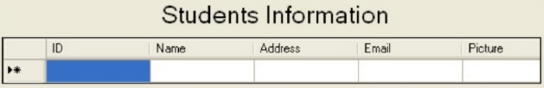 Students Information
ID Name Address Email Picture